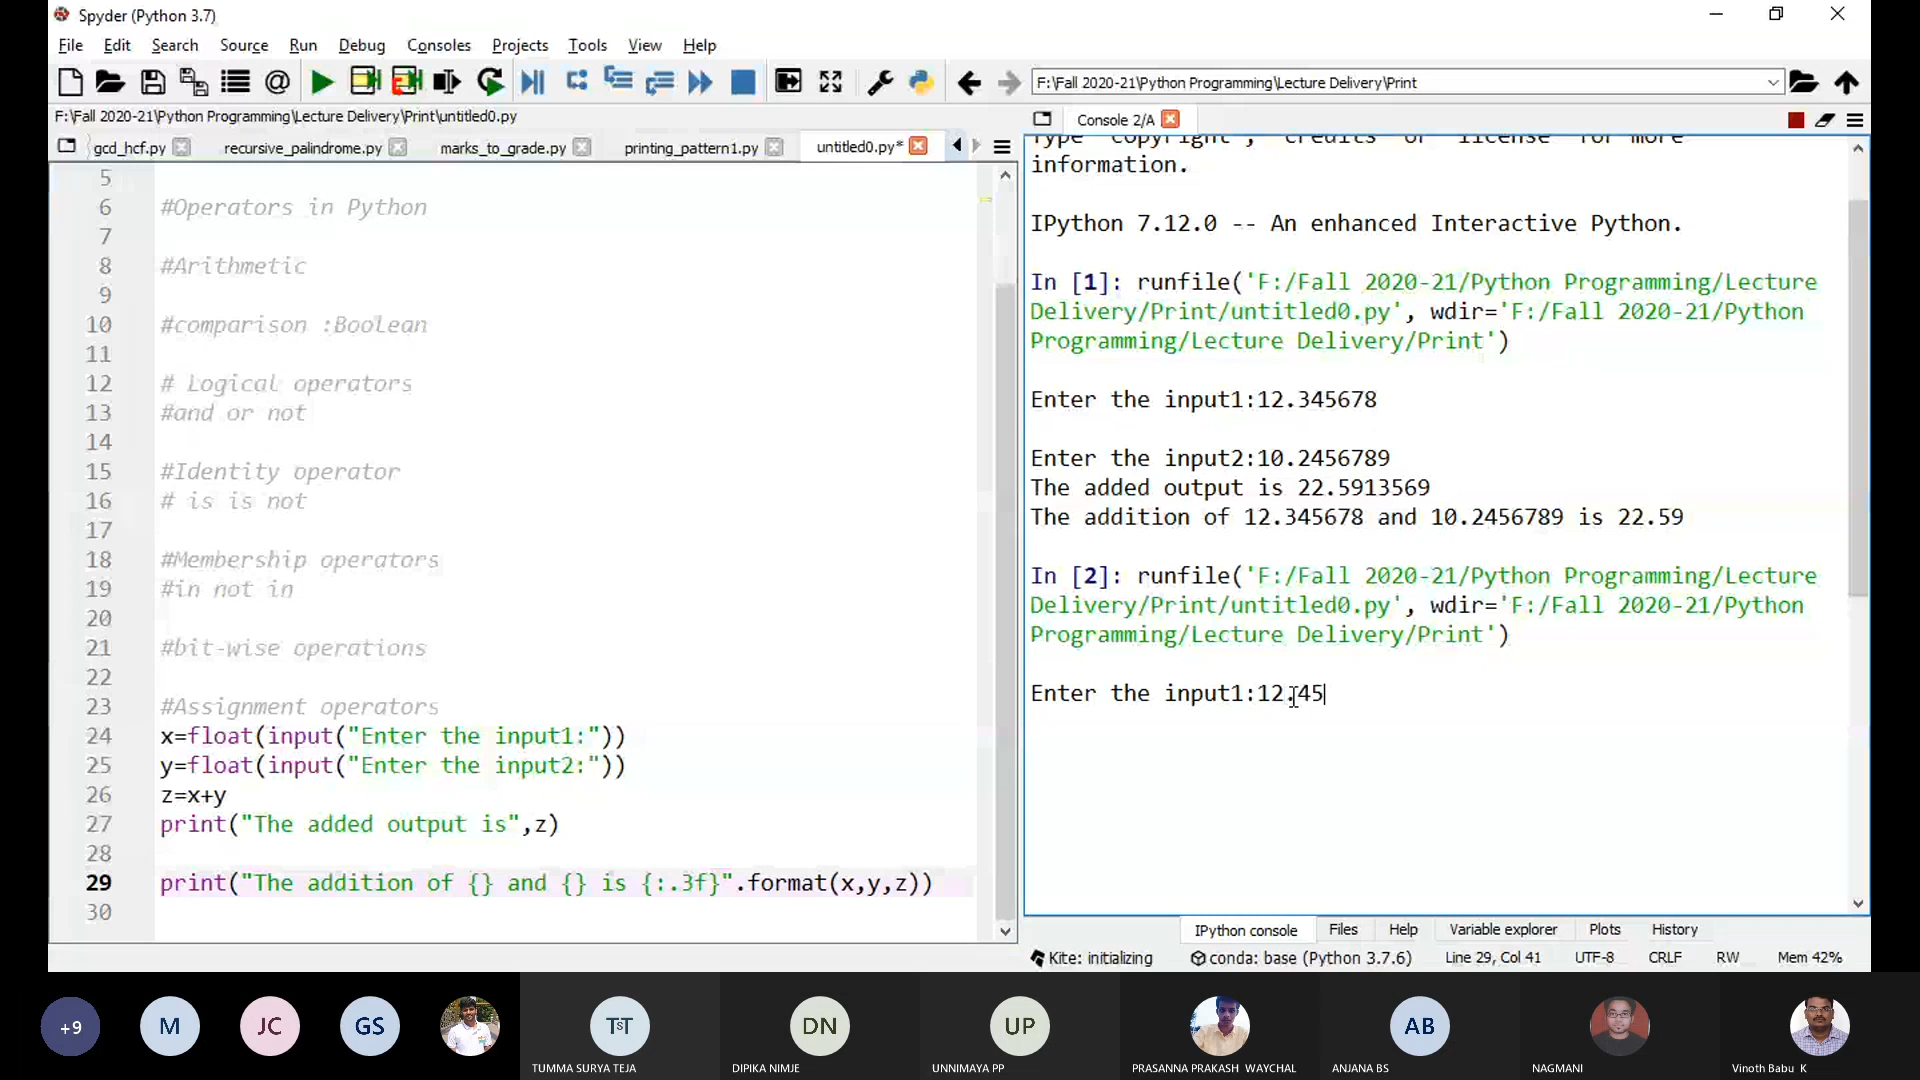 Spyder (Python 3.7)
File Edit Search Source Run Debug Consoles Projects Tools View Help
F:\Fall 2020-21\Python Programming\Lecture Delivery\Print
F:\Fall 2020-21\Python Programming\Lecture Delivery\Print\untitled0.py
gcd_hcf.py recursive_palindrome.py marks_to_grade.py printing_pattern1.py untitled0.py*
5
6 #Operators in Python
7
8 #Arithmetic
9
10 #comparison :Boolean
11
12 # Logical operators
13 #and or not
14
15 #Identity operator
16 # is is not
17
18 #Membership operators
19 #in not in
20
21 #bit-wise operations
22
23 #Assignment operators
24 x=float(input("Enter the input1:"))
25 y=float(input("Enter the input2:"))
26 z=x+y
27 print("The added output is",z)
28
29 print("The addition of {} and {} is {:.3f}".format(x,y,z))
30
Console 2/A
Type "copyright", "credits" or "license" for more
information.
IPython 7.12.0 -- An enhanced Interactive Python.
In [1]: runfile('F:/Fall 2020-21/Python Programming/Lecture
Delivery/Print/untitled0.py', wdir='F:/Fall 2020-21/Python
Programming/Lecture Delivery/Print')
Enter the input1:12.345678
Enter the input2:10.2456789
The added output is 22.5913569
The addition of 12.345678 and 10.2456789 is 22.59
In [2]: runfile('F:/Fall 2020-21/Python Programming/Lecture
Delivery/Print/untitled0.py', wdir='F:/Fall 2020-21/Python
Programming/Lecture Delivery/Print')
Enter the input1:12.45
IPython console Files Help Variable explorer Plots History
Kite: initializing conda: base (Python 3.7.6) Line 29, Col 41 UTF-8 CRLF RW Mem 42%
+9 M JC GS TST DN UP AB
TUMMA SURYA TEJA DIPIKA NIMJE UNNIMAYA PP PRASANNA PRAKASH WAYCHAL ANJANA BS NAGMANI Vinoth Babu K